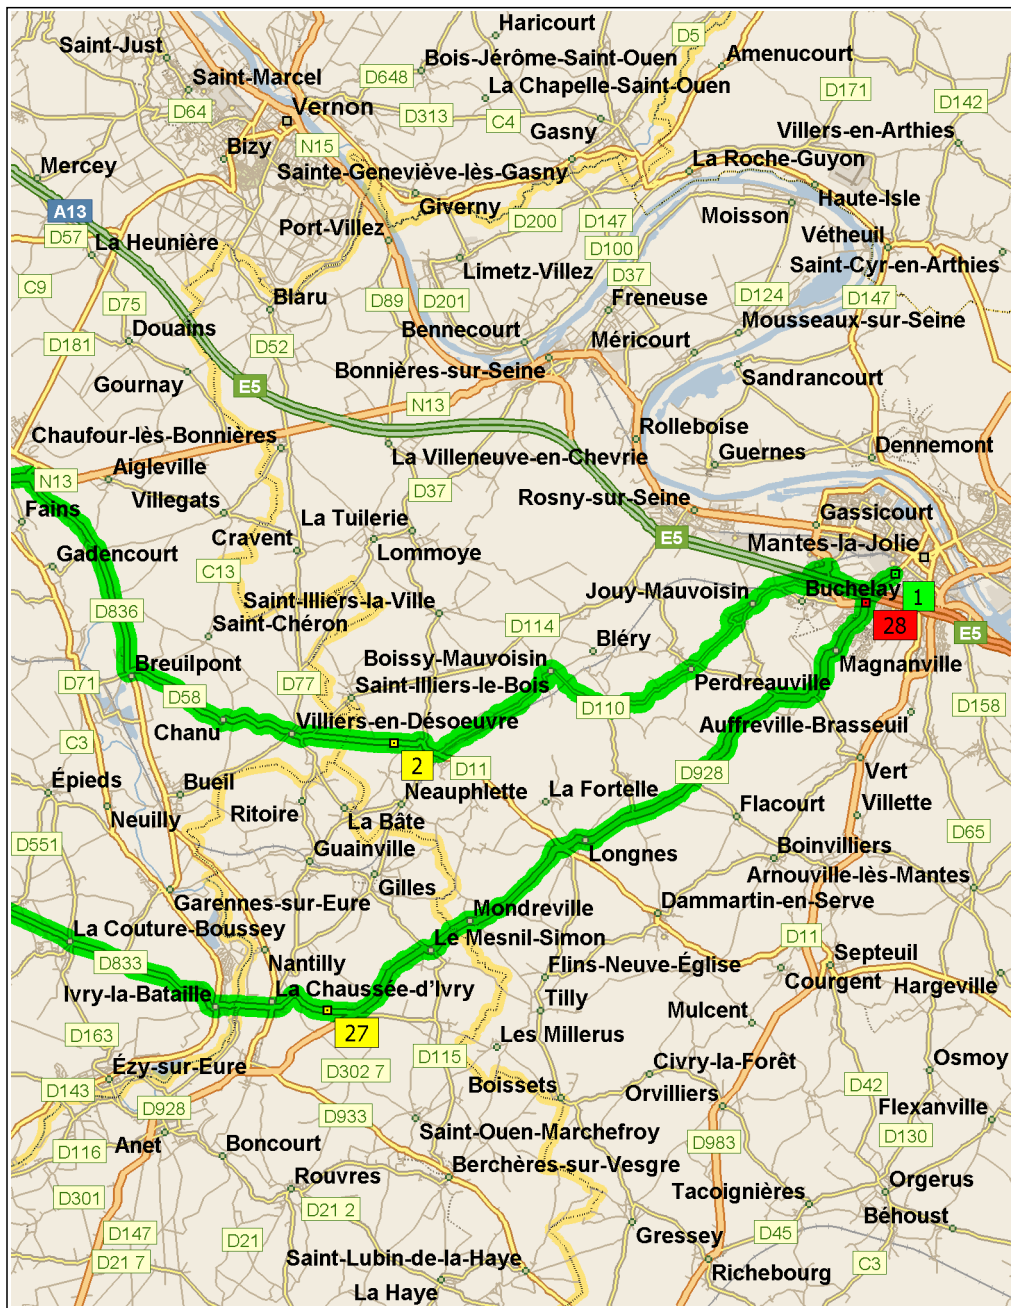 Haricourt
D5
Saint-Just
Bois-Jérôme-Saint-Ouen
Amenucourt
D648
Saint-Marcel
La Chapelle-Saint-Ouen
D171
D142
D64
Vernon
D313
C4
Gasny
Villers-en-Arthies
N15
Bizy
La Roche-Guyon
Mercey
Sainte-Geneviève-lès-Gasny
Haute-Isle
A13
Giverny
Moisson
D57
La Heunière
Port-Villez
D200
D147
Vétheuil
D100
Saint-Cyr-en-Arthies
Limetz-Villez
D37
C9
D75
Blaru
D89
D201
Freneuse
D124
D147
Douains
Bennecourt
Mousseaux-sur-Seine
D181
D52
Méricourt
Bonnières-sur-Seine
Gournay
E5
Sandrancourt
N13
Chaufour-lès-Bonnières
Rolleboise
Dennemont
Guernes
La Villeneuve-en-Chevrie
Aigleville
N13
D37
Villegats
Rosny-sur-Seine
Fains
La Tuilerie
Gassicourt
Cravent
E5
Mantes-la-Jolie
Gadencourt
Lommoye
C13
Jouy-Mauvoisin
Buchelay
1
D836
Saint-Illiers-la-Ville
Saint-Chéron
D114
28
Bléry
E5
Breuilpont
Boissy-Mauvoisin
Magnanville
D71
D58
D77
Saint-Illiers-le-Bois
Perdreauville
D110
D158
Chanu
Villiers-en-Désoeuvre
Auffreville-Brasseuil
C3
2
D11
D928
Vert
Épieds
Bueil
Neauphlette
La Fortelle
Flacourt
Villette
Neuilly
Ritoire
La Bâte
D551
D65
Guainville
Longnes
Boinvilliers
Gilles
Arnouville-lès-Mantes
Garennes-sur-Eure
Dammartin-en-Serve
La Couture-Boussey
Mondreville
D11
Le Mesnil-Simon
Septeuil
D833
Nantilly
Flins-Neuve-Église
Courgent
Hargeville
Ivry-la-Bataille
La Chaussée-d'Ivry
Tilly
Mulcent
27
D163
Les Millerus
D115
Osmoy
Ézy-sur-Eure
D302 7
Civry-la-Forêt
D143
Boissets
Orvilliers
D42
D928
D933
Flexanville
Anet
Saint-Ouen-Marchefroy
D983
D130
D116
Boncourt
Berchères-sur-Vesgre
Rouvres
Tacoignières
Orgerus
D301
D21 2
Béhoust
D147
D21
Gressey
D45
D21 7
Saint-Lubin-de-la-Haye
C3
Richebourg
La Haye